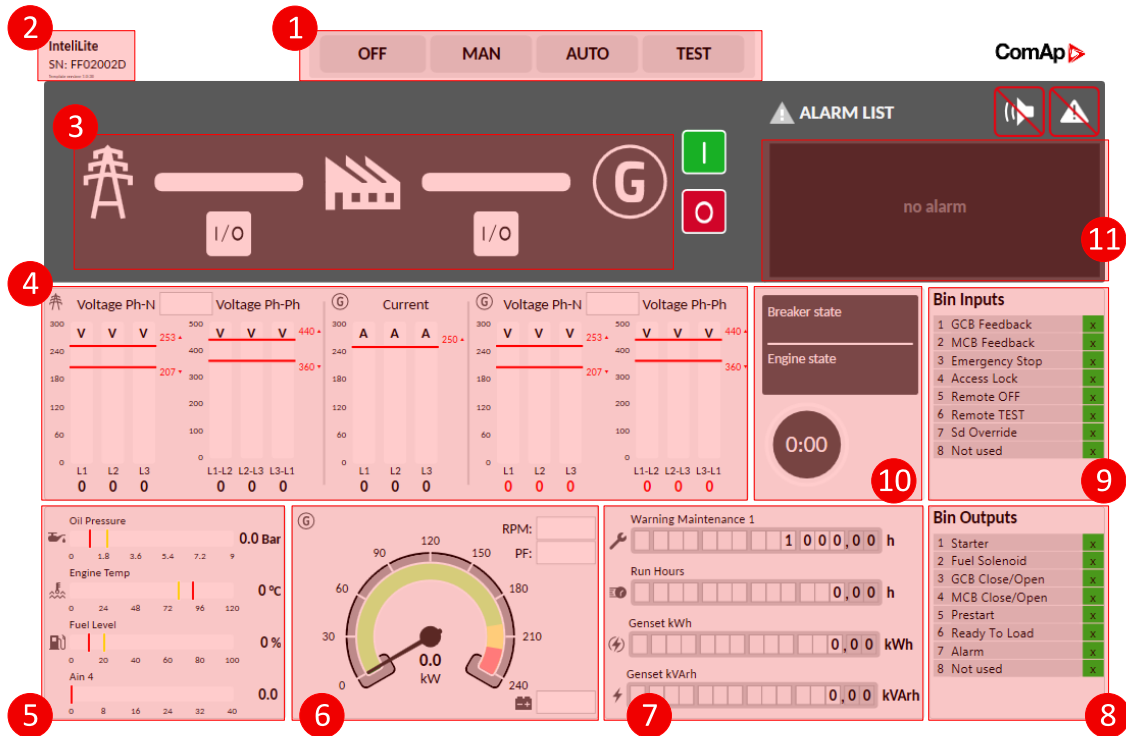 2
InteliLite
SN: FF02002D
1
OFF MAN AUTO TEST
ComAp
3
G
I
O
I/O
I/O
ALARM LIST
no alarm
11
4
Voltage Ph-N Voltage Ph-Ph
300 V V V 253
500 V V V 440
240 400 360
180 207 300
120 200
60 100
0 0
L1 L2 L3 L1-L2 L2-L3 L3-L1
0 0 0 0 0 0
G Current
300 A A A 250
240
180
120
60
0
L1 L2 L3
0 0 0
G Voltage Ph-N Voltage Ph-Ph
300 V V V 253
500 V V V 440
240 400 360
180 207 300
120 200
60 100
0 0
L1 L2 L3 L1-L2 L2-L3 L3-L1
0 0 0 0 0 0
Breaker state
Engine state
0:00
10
Bin Inputs
1 GCB Feedback x
2 MCB Feedback x
3 Emergency Stop x
4 Access Lock x
5 Remote OFF x
6 Remote TEST x
7 Sd Override x
8 Not used x
9
Oil Pressure
0.0 Bar
0 1.8 3.6 5.4 7.2 9
Engine Temp
0 °C
0 24 48 72 96 120
Fuel Level
0 %
0 20 40 60 80 100
Ain 4
0.0
0 8 16 24 32 40
5
G
RPM:
PF:
0 30 60 90 120 150 180 210 240
0.0
kW
6
Warning Maintenance 1
1 0 0 0 , 0 0 h
Run Hours
0 , 0 0 h
Genset kWh
0 , 0 0 kWh
Genset kVArh
0 , 0 0 kVArh
7
Bin Outputs
1 Starter x
2 Fuel Solenoid x
3 GCB Close/Open x
4 MCB Close/Open x
5 Prestart x
6 Ready To Load x
7 Alarm x
8 Not used x
8